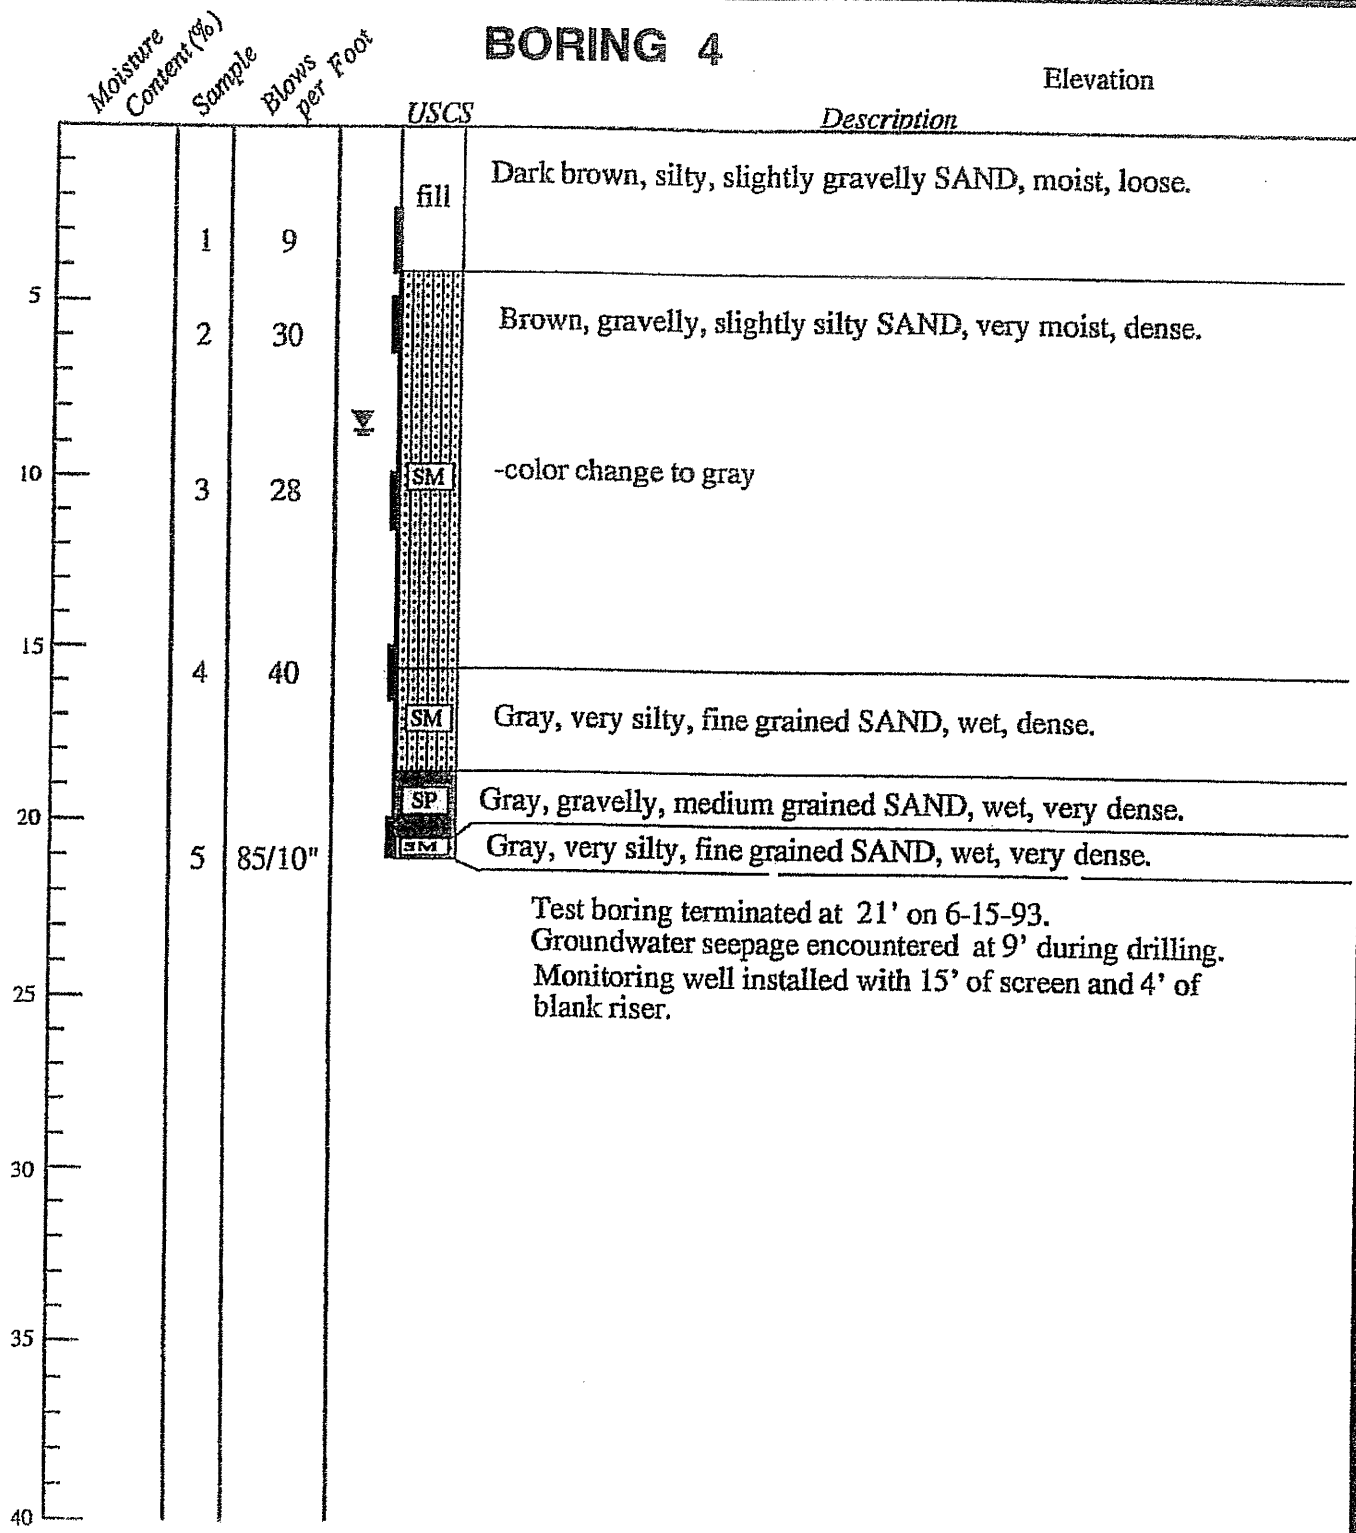 BORING 4
Moisture
Content (%)
Sample
Blows
per Foot
USCS
Elevation
Description
fill
Dark brown, silty, slightly gravelly SAND, moist, loose.
1 9
5
2 30
Brown, gravelly, slightly silty SAND, very moist, dense.
10
3 28
SM
-color change to gray
15
4 40
SM
Gray, very silty, fine grained SAND, wet, dense.
SP
Gray, gravelly, medium grained SAND, wet, very dense.
20
5 85/10"
SM
Gray, very silty, fine grained SAND, wet, very dense.
Test boring terminated at 21' on 6-15-93.
Groundwater seepage encountered at 9' during drilling.
Monitoring well installed with 15' of screen and 4' of
blank riser.
25
30
35
40